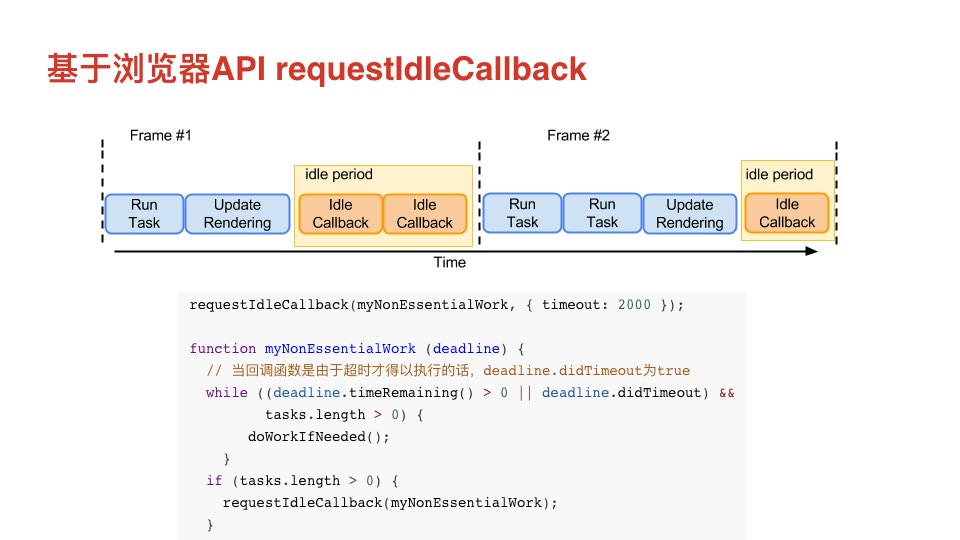 基于浏览器API requestIdleCallback
Frame #1
Frame #2
idle period
idle period
Run Task
Update Rendering
Idle Callback
Idle Callback
Run Task
Run Task
Update Rendering
Idle Callback
Time
requestIdleCallback(myNonEssentialWork, { timeout: 2000 });
function myNonEssentialWork (deadline) {
// 当回调函数是由于超时才得以执行的话，deadline.didTimeout为true
while ((deadline.timeRemaining() > 0 || deadline.didTimeout) &&
tasks.length > 0) {
doWorkIfNeeded();
}
if (tasks.length > 0) {
requestIdleCallback(myNonEssentialWork);
}